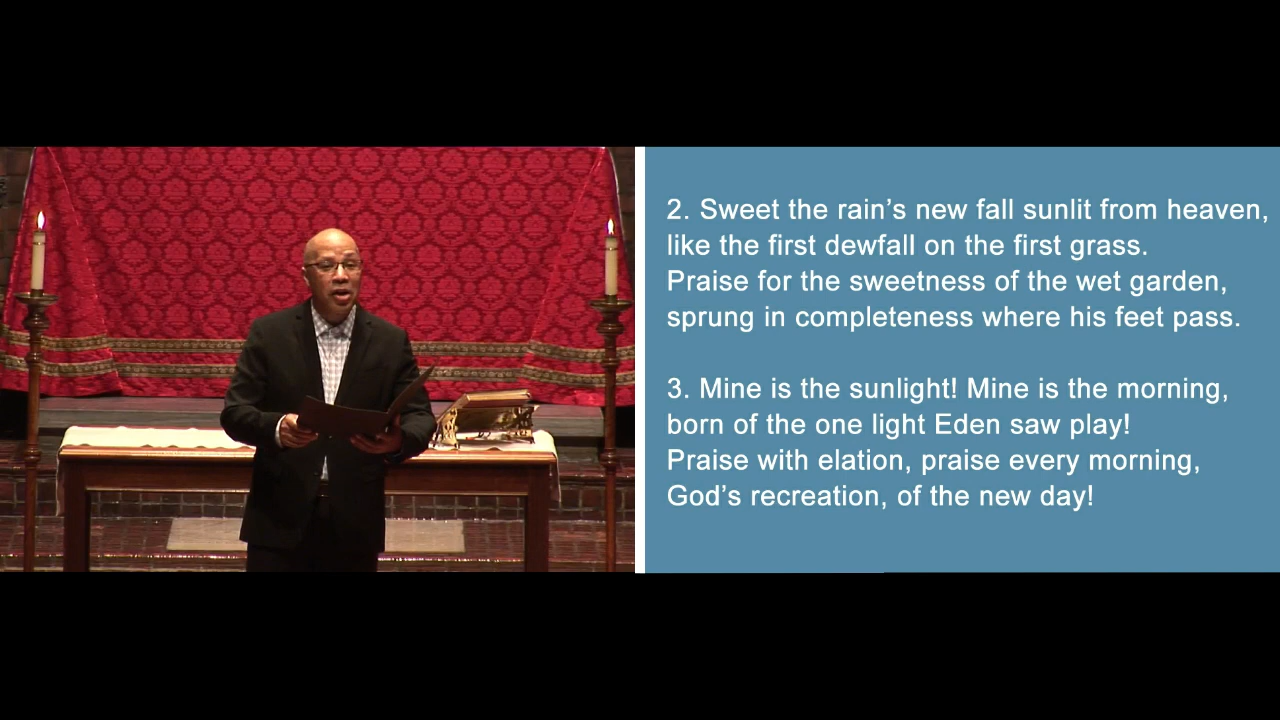 2. Sweet the rain’s new fall sunlit from heaven,
like the first dewfall on the first grass.
Praise for the sweetness of the wet garden,
sprung in completeness where his feet pass.
3. Mine is the sunlight! Mine is the morning,
born of the one light Eden saw play!
Praise with elation, praise every morning,
God’s recreation, of the new day!